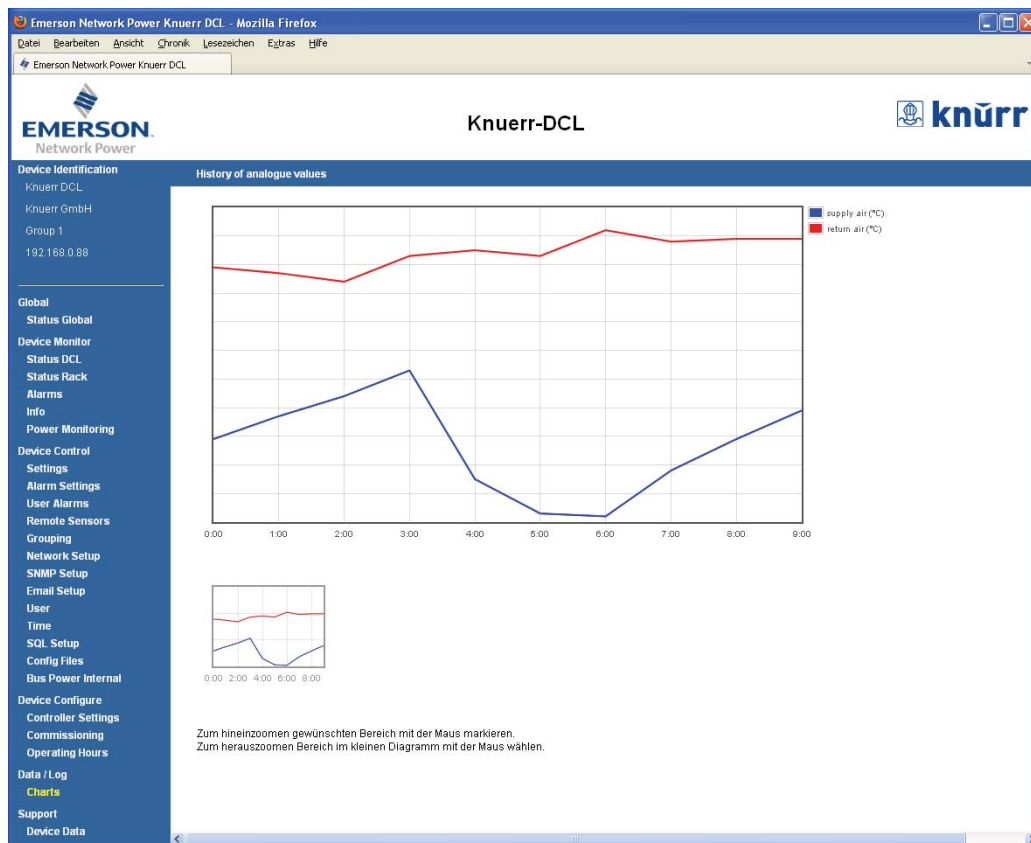 Emerson Network Power Knuerr DCL - Mozilla Firefox
Datei Bearbeiten Ansicht Chronik Lesezeichen Extras Hilfe
Emerson Network Power Knuerr DCL
EMERSON.
Network Power
Knuerr-DCL
knürr
Device Identification
Knuerr DCL
Knuerr GmbH
Group 1
192.168.0.88
Global
Status Global
Device Monitor
Status DCL
Status Rack
Alarms
Info
Power Monitoring
Device Control
Settings
Alarm Settings
User Alarms
Remote Sensors
Grouping
Network Setup
SNMP Setup
Email Setup
User
Time
SQL Setup
Config Files
Bus Power Internal
Device Configure
Controller Settings
Commissioning
Operating Hours
Data / Log
Charts
Support
Device Data
History of analogue values
supply air (°C)
return air (°C)
0:00 1:00 2:00 3:00 4:00 5:00 6:00 7:00 8:00 9:00
0:00 2:00 4:00 6:00 8:00
Zum hineinzoomen gewünschten Bereich mit der Maus markieren.
Zum herauszoomen Bereich im kleinen Diagramm mit der Maus wählen.